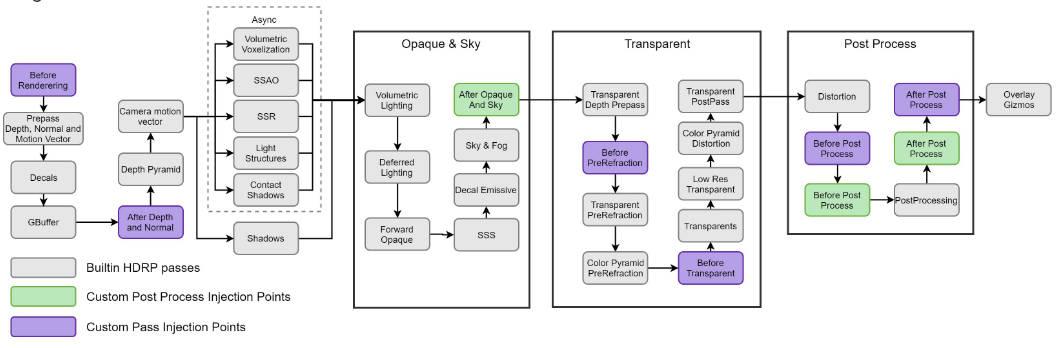 Async
Opaque & Sky
Transparent
Post Process
Before
Renderering
Prepass
Depth, Normal and
Motion Vector
Decals
GBuffer
After Depth
and Normal
Depth Pyramid
Camera motion
vector
Volumetric
Voxelization
SSAO
SSR
Light
Structures
Contact
Shadows
Shadows
Volumetric
Lighting
Deferred
Lighting
Forward
Opaque
SSS
Decal Emissive
Sky & Fog
After Opaque
And Sky
Transparent
Depth Prepass
Before
PreRefraction
Transparent
PreRefraction
Color Pyramid
PreRefraction
Before
Transparent
Transparents
Low Res
Transparent
Color Pyramid
Distortion
Transparent
PostPass
Distortion
Before Post
Process
Before Post
Process
PostProcessing
After Post
Process
After Post
Process
Overlay
Gizmos
Builtin HDRP passes
Custom Post Process Injection Points
Custom Pass Injection Points